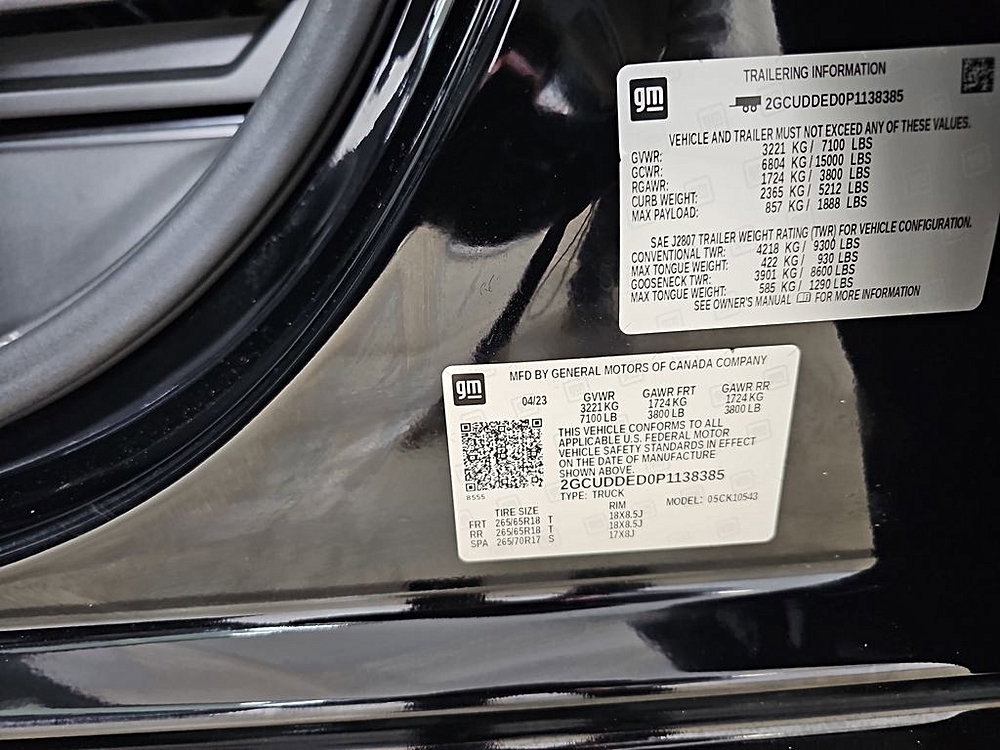 gm
TRAILERING INFORMATION
2GCUDDED0P1138385
VEHICLE AND TRAILER MUST NOT EXCEED ANY OF THESE VALUES.
GVWR: 3221 KG / 7100 LBS
GCWR: 6804 KG / 15000 LBS
RGAWR: 1724 KG / 3800 LBS
CURB WEIGHT: 2365 KG / 5212 LBS
MAX PAYLOAD: 857 KG / 1888 LBS
SAE J2807 TRAILER WEIGHT RATING (TWR) FOR VEHICLE CONFIGURATION.
CONVENTIONAL TWR: 4218 KG / 9300 LBS
MAX TONGUE WEIGHT: 422 KG / 930 LBS
GOOSENECK TWR: 3901 KG / 8600 LBS
MAX TONGUE WEIGHT: 585 KG / 1290 LBS
SEE OWNER'S MANUAL FOR MORE INFORMATION
gm
MFD BY GENERAL MOTORS OF CANADA COMPANY
04/23 GVWR GAWR FRT GAWR RR
3221 KG 1724 KG 1724 KG
7100 LB 3800 LB 3800 LB
THIS VEHICLE CONFORMS TO ALL
APPLICABLE U.S. FEDERAL MOTOR
VEHICLE SAFETY STANDARDS IN EFFECT
ON THE DATE OF MANUFACTURE
SHOWN ABOVE.
2GCUDDED0P1138385
8555
TYPE: TRUCK MODEL: 05CK10543
TIRE SIZE RIM
FRT 265/65R18 T 18X8.5J
RR 265/65R18 T 18X8.5J
SPA 265/70R17 S 17X8J